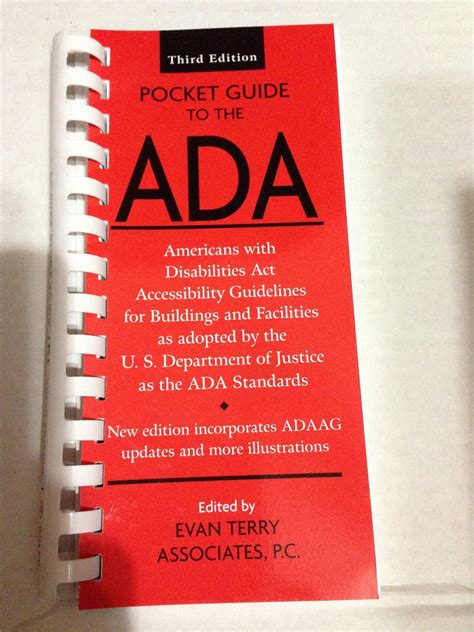 Third Edition
POCKET GUIDE
TO THE
ADA
Americans with
Disabilities Act
Accessibility Guidelines
for Buildings and Facilities
as adopted by the
U. S. Department of Justice
as the ADA Standards
◆
New edition incorporates ADAAG
updates and more illustrations
Edited by
EVAN TERRY
ASSOCIATES, P.C.